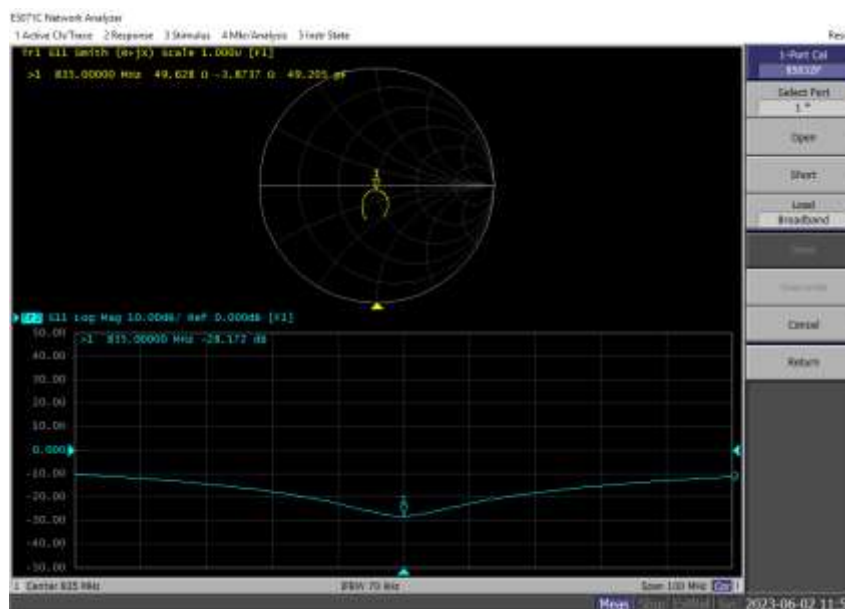 E5071C Network Analyzer
1 Active Ch/Trace 2 Response 3 Stimulus 4 Mkr/Analysis 5 Instr State
Tr1 S11 Smith (R+jX) Scale 1.000U [F1]
>1 835.00000 MHz 49.628 Ω -3.8737 Ω 49.205 pF
1
Tr2 S11 Log Mag 10.00dB/ Ref 0.000dB [F1]
>1 835.00000 MHz -28.172 dB
50.00
40.00
30.00
20.00
10.00
0.000
-10.00
-20.00
-30.00
-40.00
-50.00
1
1 Center 835 MHz
IFBW 70 kHz
Span 100 MHz Cor
Meas
2023-06-02 11:5
1-Port Cal
Select Port
1
Open
Short
Load
Broadband
Cancel
Return